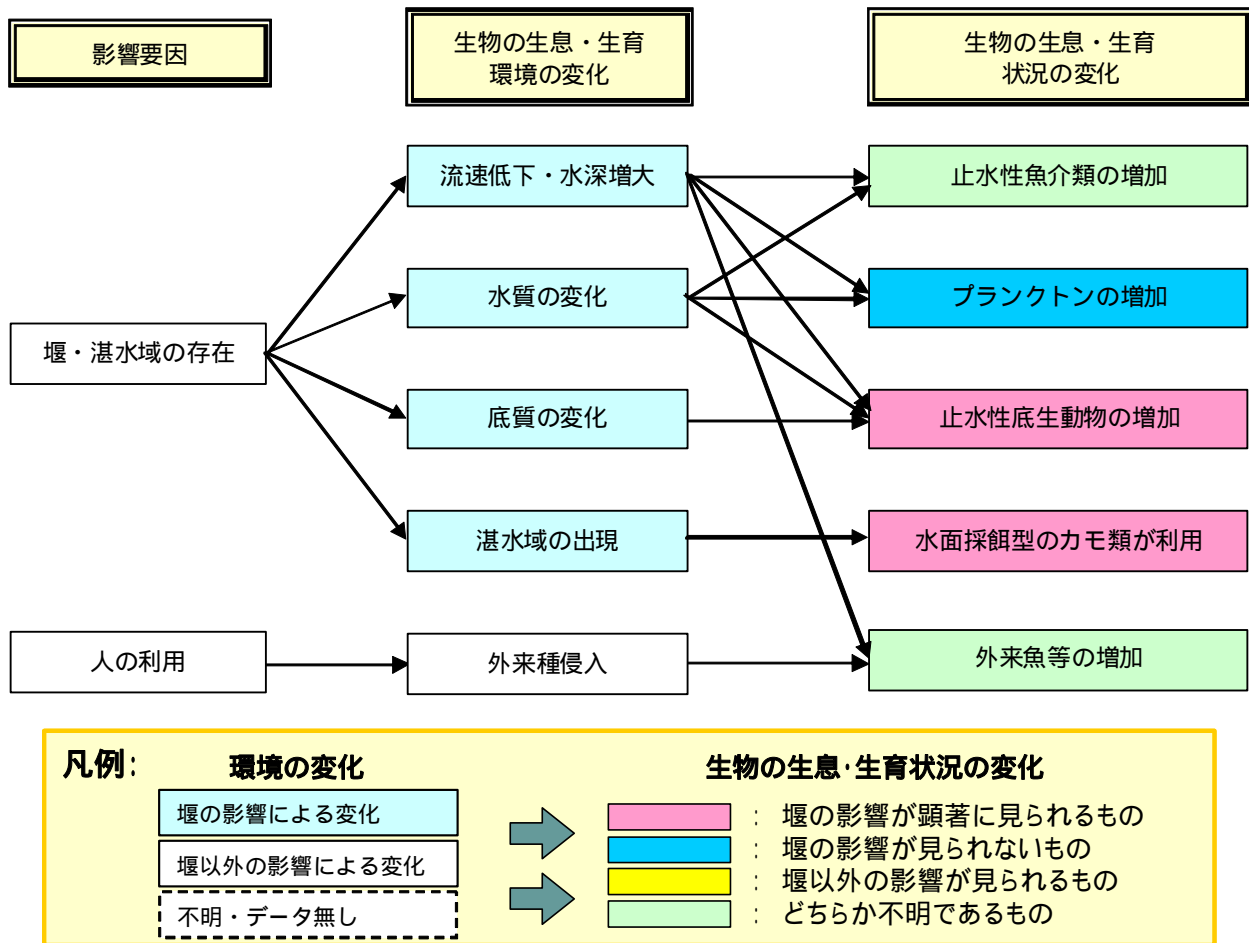 影響要因
生物の生息・生育
環境の変化
生物の生息・生育
状況の変化
流速低下・水深増大
止水性魚介類の増加
水質の変化
プランクトンの増加
堰・湛水域の存在
底質の変化
止水性底生動物の増加
湛水域の出現
水面採餌型のカモ類が利用
人の利用
外来種侵入
外来魚等の増加
凡例:
環境の変化
生物の生息・生育状況の変化
堰の影響による変化
: 堰の影響が顕著に見られるもの
: 堰の影響が見られないもの
堰以外の影響による変化
: 堰以外の影響が見られるもの
不明・データ無し
: どちらか不明であるもの